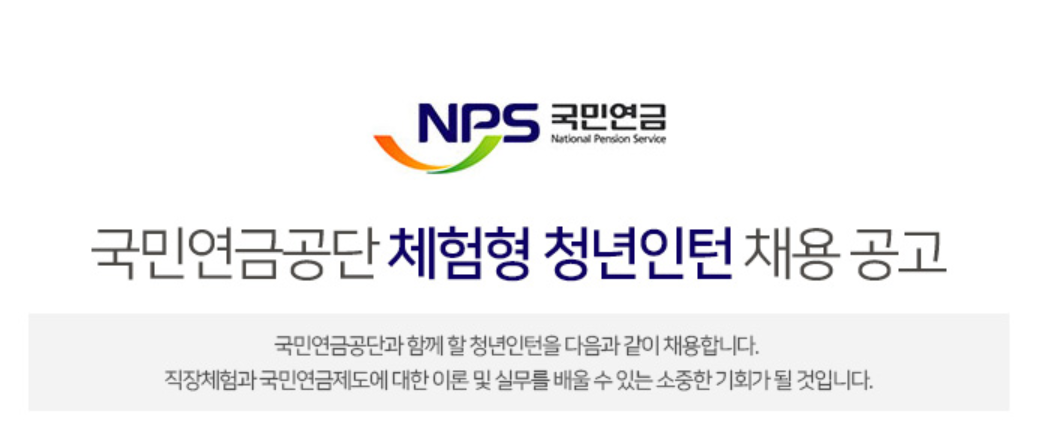 NPS 국민연금
National Pension Service
국민연금공단 체험형 청년인턴 채용 공고
국민연금공단과 함께 할 청년인턴을 다음과 같이 채용합니다.
직장체험과 국민연금제도에 대한 이론 및 실무를 배울 수 있는 소중한 기회가 될 것입니다.